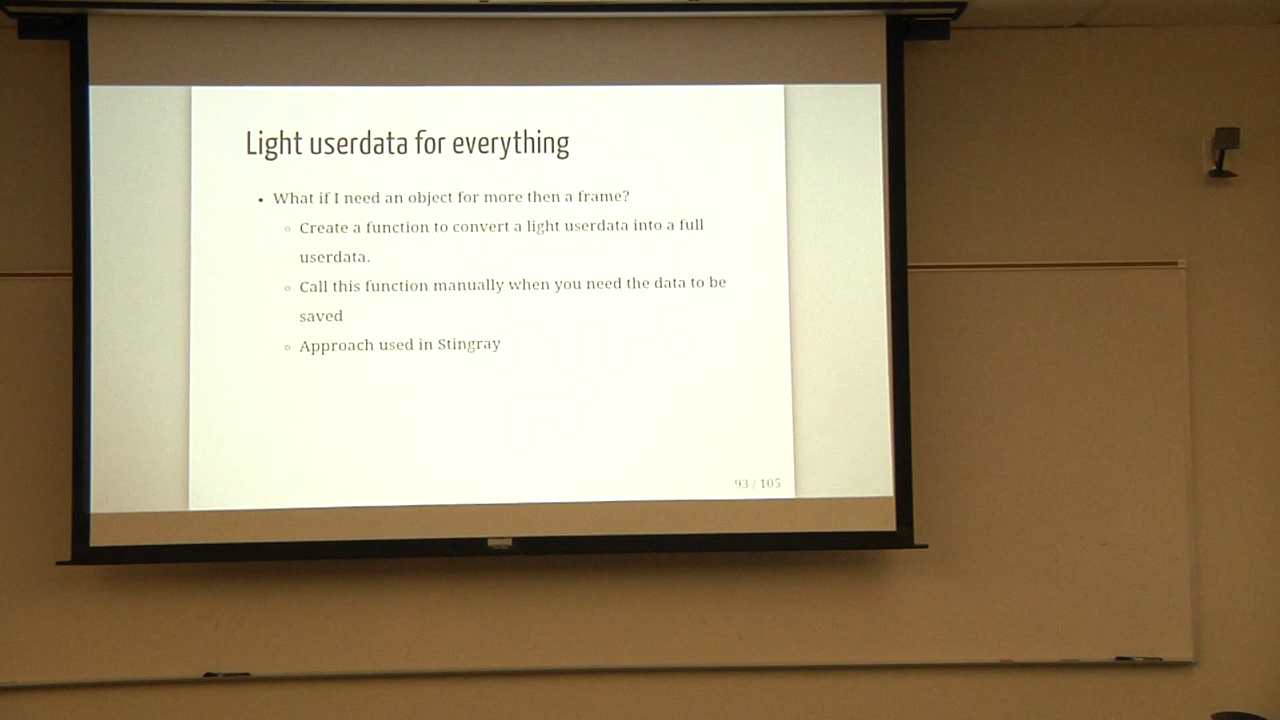 Light userdata for everything
• What if I need an object for more then a frame?
◦ Create a function to convert a light userdata into a full
userdata.
◦ Call this function manually when you need the data to be
saved
◦ Approach used in Stingray
93 / 105